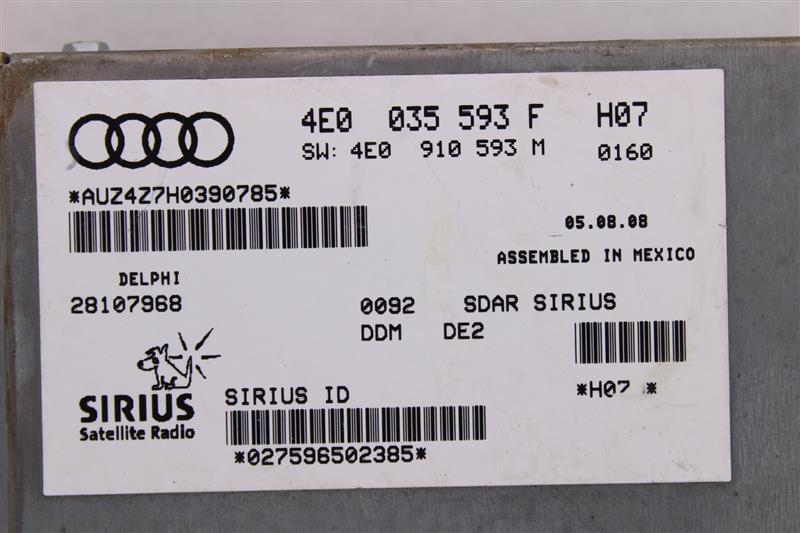 4E0 035 593 F H07
SW: 4E0 910 593 M 0160
*AUZ4Z7H0390785*
05.08.08
ASSEMBLED IN MEXICO
DELPHI
28107968
0092 SDAR SIRIUS
DDM DE2
SIRIUS
Satellite Radio
SIRIUS ID
*H07 *
*027596502385*